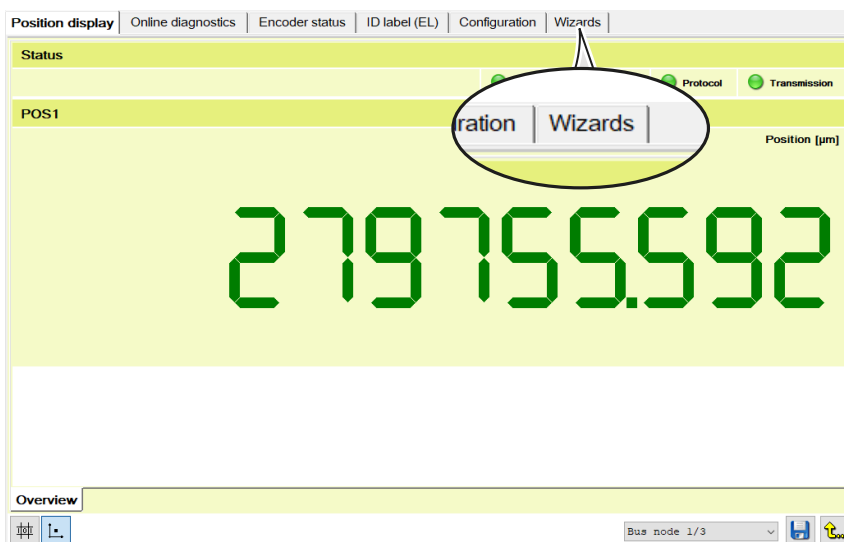 Position display Online diagnostics Encoder status ID label (EL) Configuration Wizards
Status
Protocol Transmission
POS1
ration Wizards
Position [µm]
279755.592
Overview
Bus node 1/3